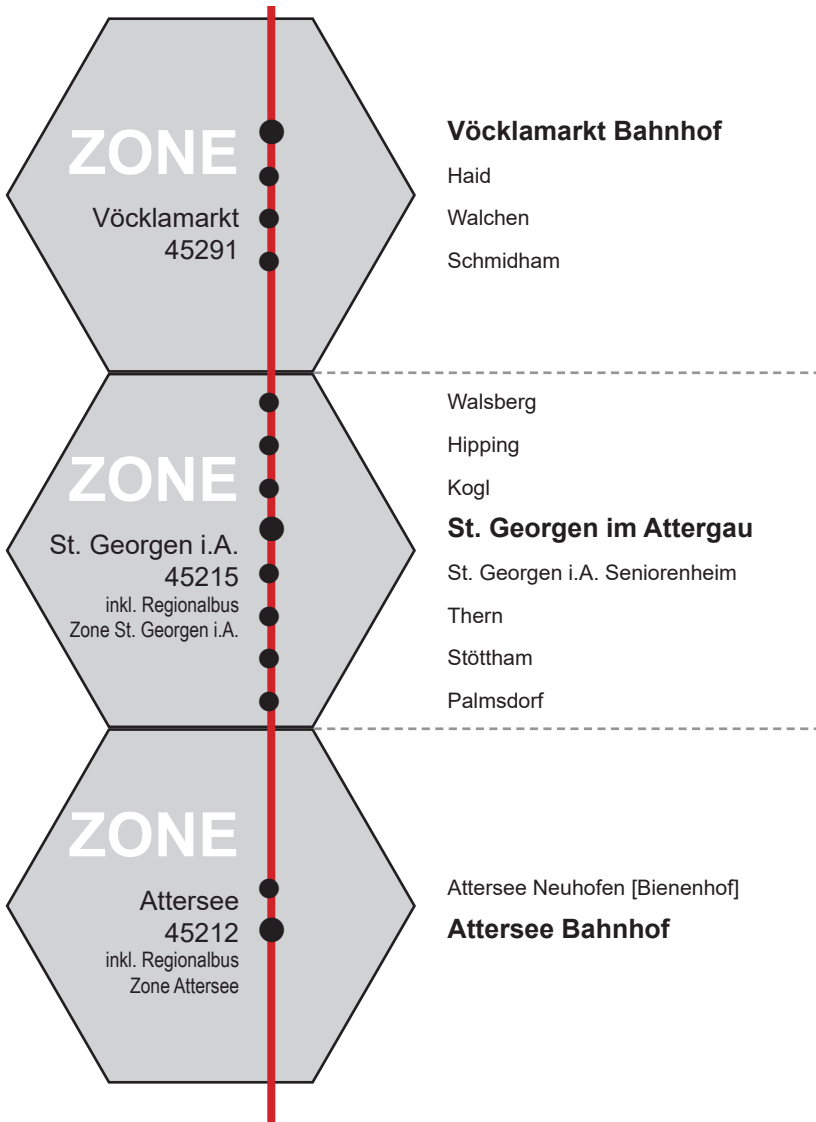 ZONE
Vöcklamarkt
45291
Vöcklamarkt Bahnhof
Haid
Walchen
Schmidham
ZONE
St. Georgen i.A.
45215
inkl. Regionalbus
Zone St. Georgen i.A.
Walsberg
Hipping
Kogl
St. Georgen im Attergau
St. Georgen i.A. Seniorenheim
Thern
Stöttham
Palmsdorf
ZONE
Attersee
45212
inkl. Regionalbus
Zone Attersee
Attersee Neuhofen [Bienenhof]
Attersee Bahnhof